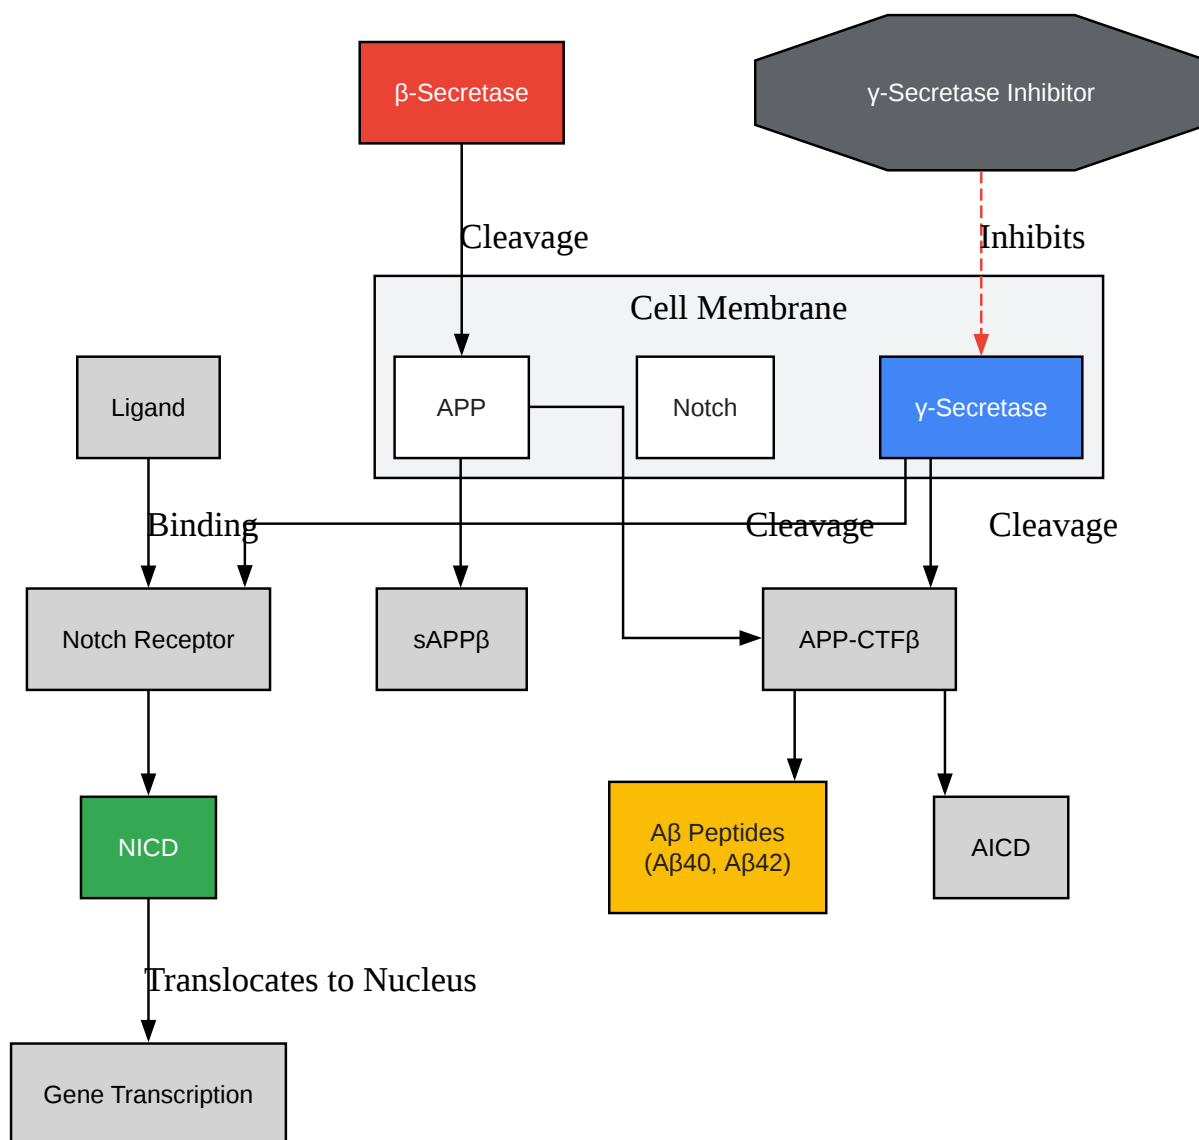 β-Secretase
γ-Secretase Inhibitor
Cleavage
Inhibits
Cell Membrane
Ligand
APP
Notch
γ-Secretase
Binding
Cleavage
Cleavage
Notch Receptor
sAPPβ
APP-CTFβ
NICD
Aβ Peptides
(Aβ40, Aβ42)
AICD
Translocates to Nucleus
Gene Transcription